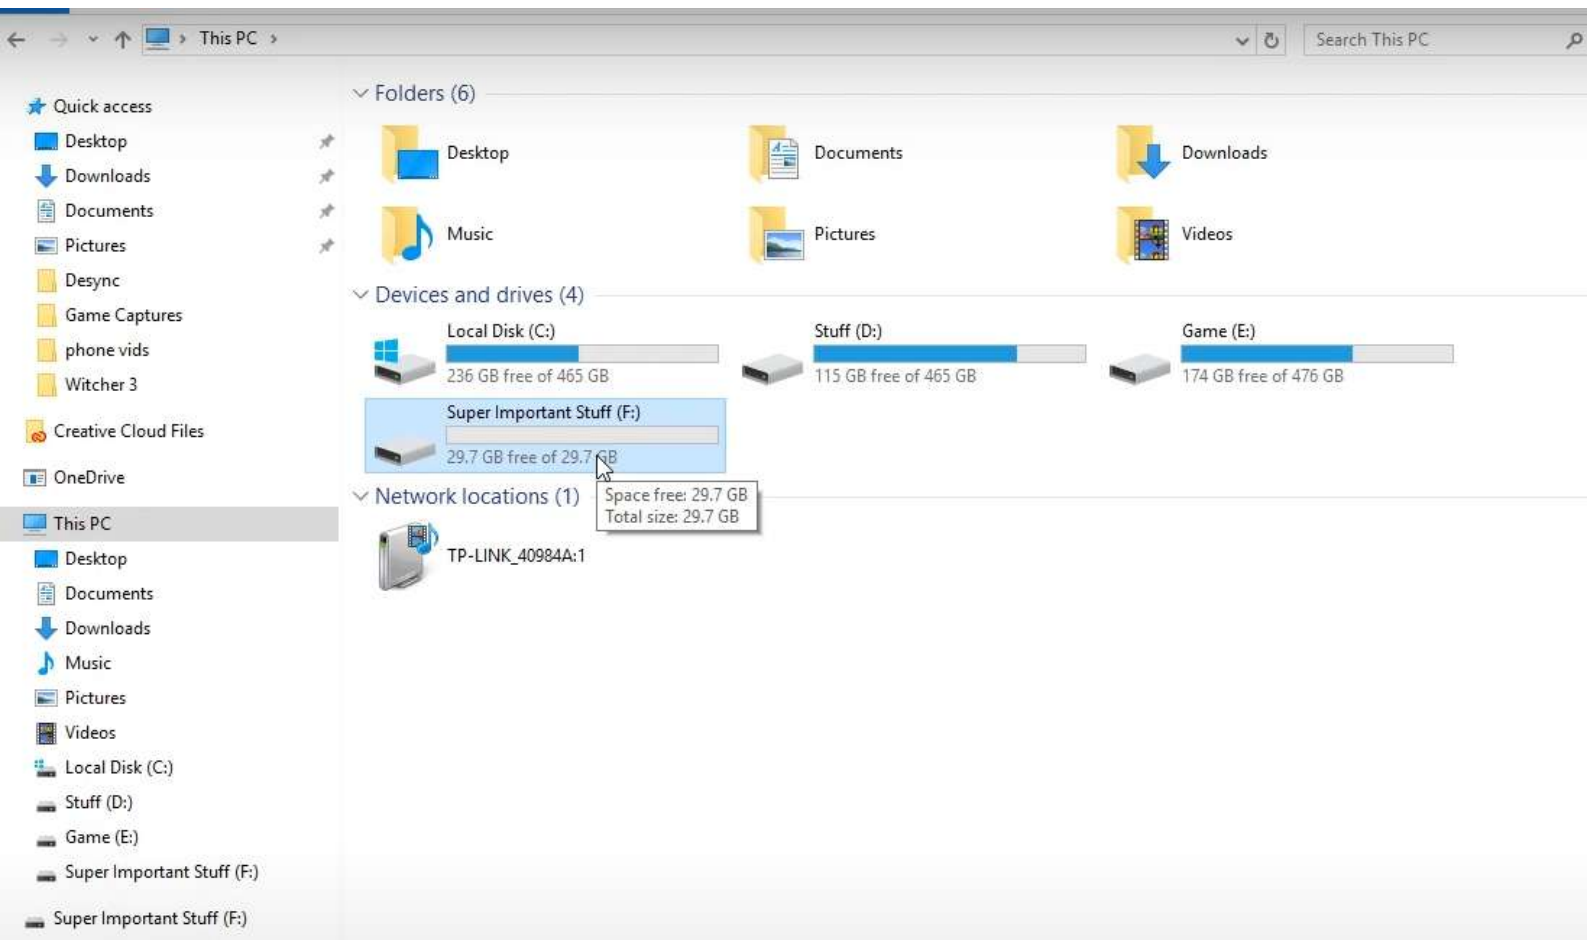 This PC
Search This PC
Quick access
Desktop
Downloads
Documents
Pictures
Desync
Game Captures
phone vids
Witcher 3
Creative Cloud Files
OneDrive
This PC
Desktop
Documents
Downloads
Music
Pictures
Videos
Local Disk (C:)
Stuff (D:)
Game (E:)
Super Important Stuff (F:)
Super Important Stuff (F:)
Folders (6)
Desktop
Documents
Downloads
Music
Pictures
Videos
Devices and drives (4)
Local Disk (C:)
236 GB free of 465 GB
Stuff (D:)
115 GB free of 465 GB
Game (E:)
174 GB free of 476 GB
Super Important Stuff (F:)
29.7 GB free of 29.7 GB
Space free: 29.7 GB
Total size: 29.7 GB
Network locations (1)
TP-LINK_40984A:1